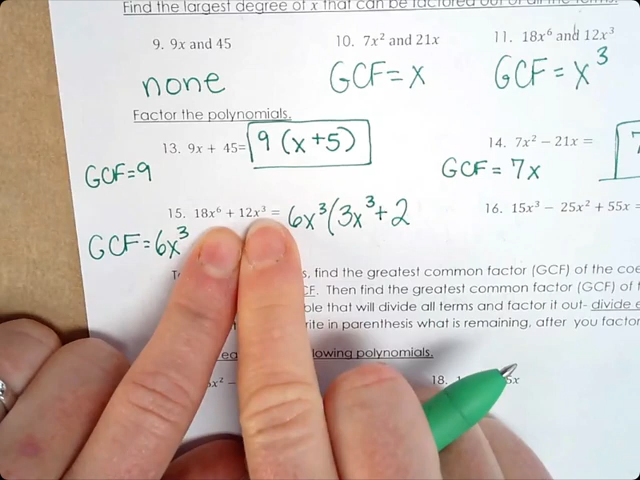 Find the largest degree of x that can be factored out of all the terms.
9. 9x and 45
10. 7x² and 21x
11. 18x⁶ and 12x³
none
GCF = x
GCF = x³
Factor the polynomials.
13. 9x + 45=
9 (x+5)
14. 7x² − 21x =
7
GCF=9
GCF = 7x
15. 18x⁶ + 12x³ =
6x³(3x³+2
16. 15x³ − 25x² + 55x =
GCF=6x³
s, find the greatest common factor (GCF) of the
CF. Then find the greatest common factor (GCF) of
ble that will divide all terms and factor it out- divide
rite in parenthesis what is remaining, after you factor
lowing polynomials.
x² −
18.
5x